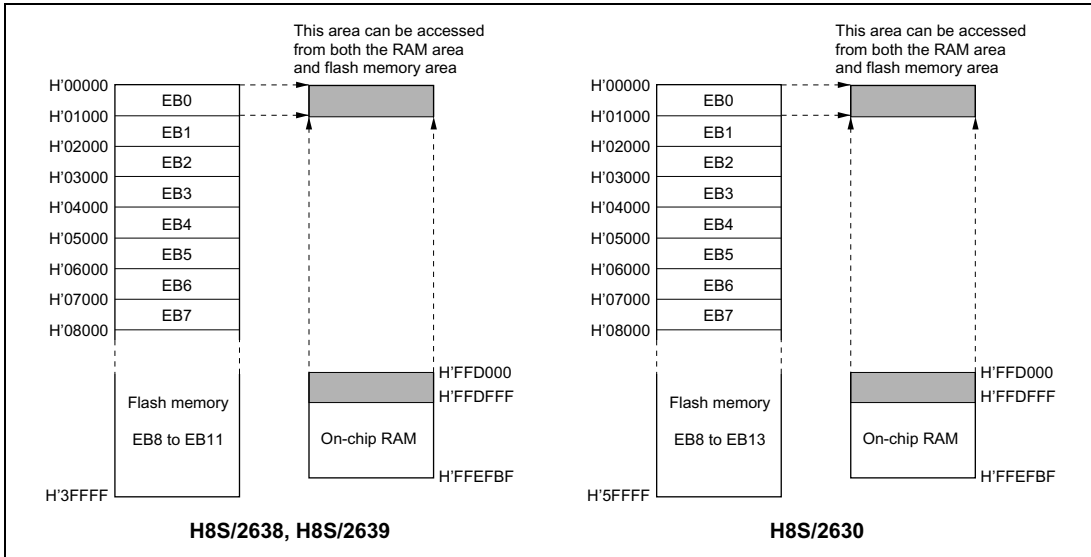 This area can be accessed
from both the RAM area
and flash memory area
H'00000
EB0
H'01000
EB1
H'02000
EB2
H'03000
EB3
H'04000
EB4
H'05000
EB5
H'06000
EB6
H'07000
EB7
H'08000
H'FFD000
H'FFDFFF
Flash memory
EB8 to EB11
On-chip RAM
H'FFEFBF
H'3FFFF
H8S/2638, H8S/2639
This area can be accessed
from both the RAM area
and flash memory area
H'00000
EB0
H'01000
EB1
H'02000
EB2
H'03000
EB3
H'04000
EB4
H'05000
EB5
H'06000
EB6
H'07000
EB7
H'08000
H'FFD000
H'FFDFFF
Flash memory
EB8 to EB13
On-chip RAM
H'FFEFBF
H'5FFFF
H8S/2630